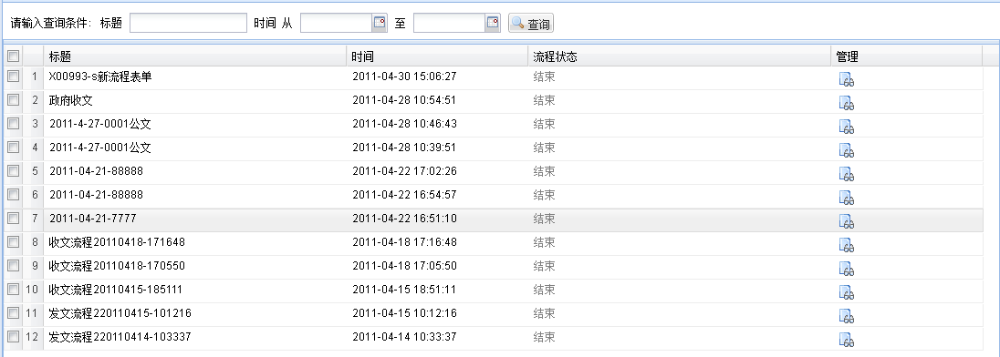 请输入查询条件： 标题 时间 从 至 查询
标题 时间 流程状态 管理
1 X00993-s新流程表单 2011-04-30 15:06:27 结束
2 政府收文 2011-04-28 10:54:51 结束
3 2011-4-27-0001公文 2011-04-28 10:46:43 结束
4 2011-4-27-0001公文 2011-04-28 10:39:51 结束
5 2011-04-21-88888 2011-04-22 17:02:26 结束
6 2011-04-21-88888 2011-04-22 16:54:57 结束
7 2011-04-21-7777 2011-04-22 16:51:10 结束
8 收文流程20110418-171648 2011-04-18 17:16:48 结束
9 收文流程20110418-170550 2011-04-18 17:05:50 结束
10 收文流程20110415-185111 2011-04-15 18:51:11 结束
11 发文流程220110415-101216 2011-04-15 10:12:16 结束
12 发文流程220110414-103337 2011-04-14 10:33:37 结束